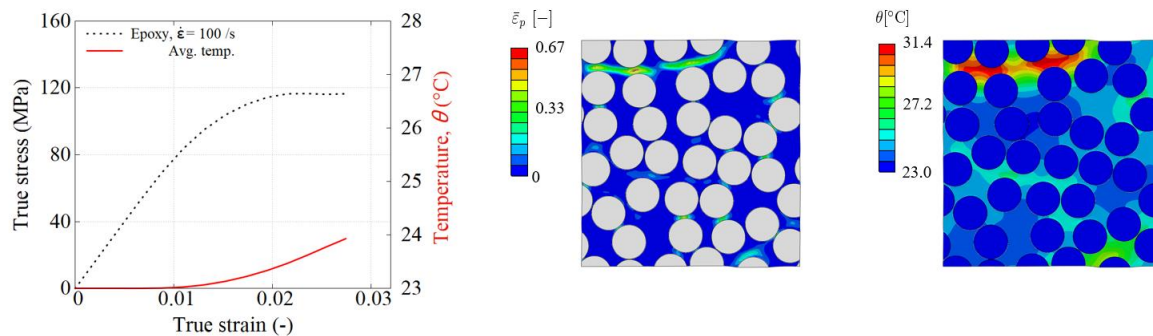 160
120
80
40
0
True stress (MPa)
Epoxy, ε̇ = 100 /s
Avg. temp.
28
27
26
25
24
23
Temperature, θ (°C)
0 0.01 0.02 0.03
True strain (-)
ε̄p [−]
0.67
0.33
0
θ[°C]
31.4
27.2
23.0